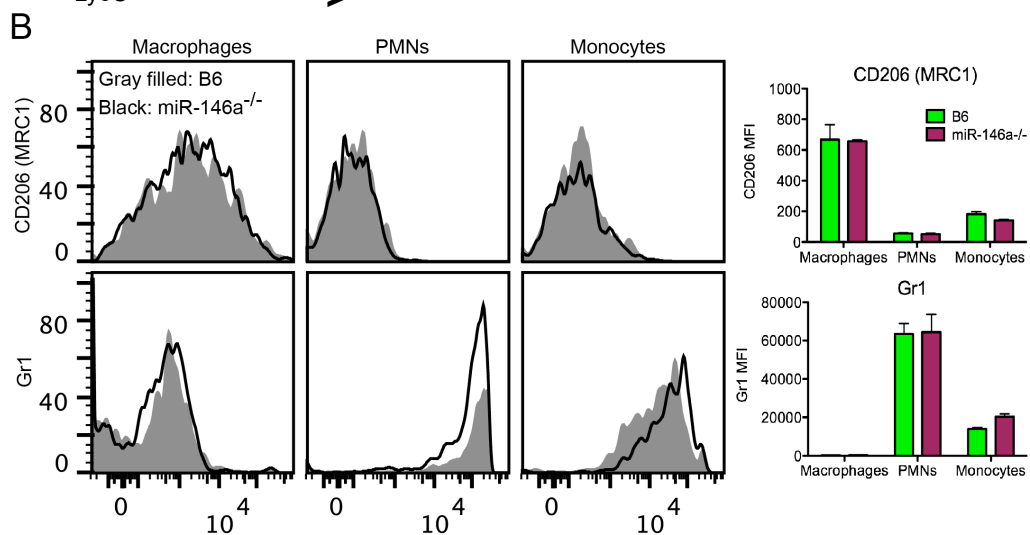 B
Macrophages PMNs Monocytes
Gray filled: B6
Black: miR-146a-/-
CD206 (MRC1)
80
40
0
Gr1
80
40
0
0 10 4 0 10 4 0 10 4
CD206 (MRC1)
CD206 MFI
1000
800
600
400
200
0
B6
miR-146a-/-
Macrophages PMNs Monocytes
Gr1
Gr1 MFI
80000
60000
40000
20000
0
Macrophages PMNs Monocytes